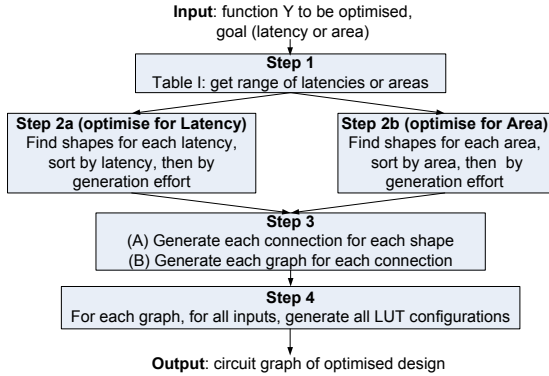 Input: function Y to be optimised,
goal (latency or area)
Step 1
Table I: get range of latencies or areas
Step 2a (optimise for Latency)
Find shapes for each latency,
sort by latency, then by
generation effort
Step 2b (optimise for Area)
Find shapes for each area,
sort by area, then by
generation effort
Step 3
(A) Generate each connection for each shape
(B) Generate each graph for each connection
Step 4
For each graph, for all inputs, generate all LUT configurations
Output: circuit graph of optimised design